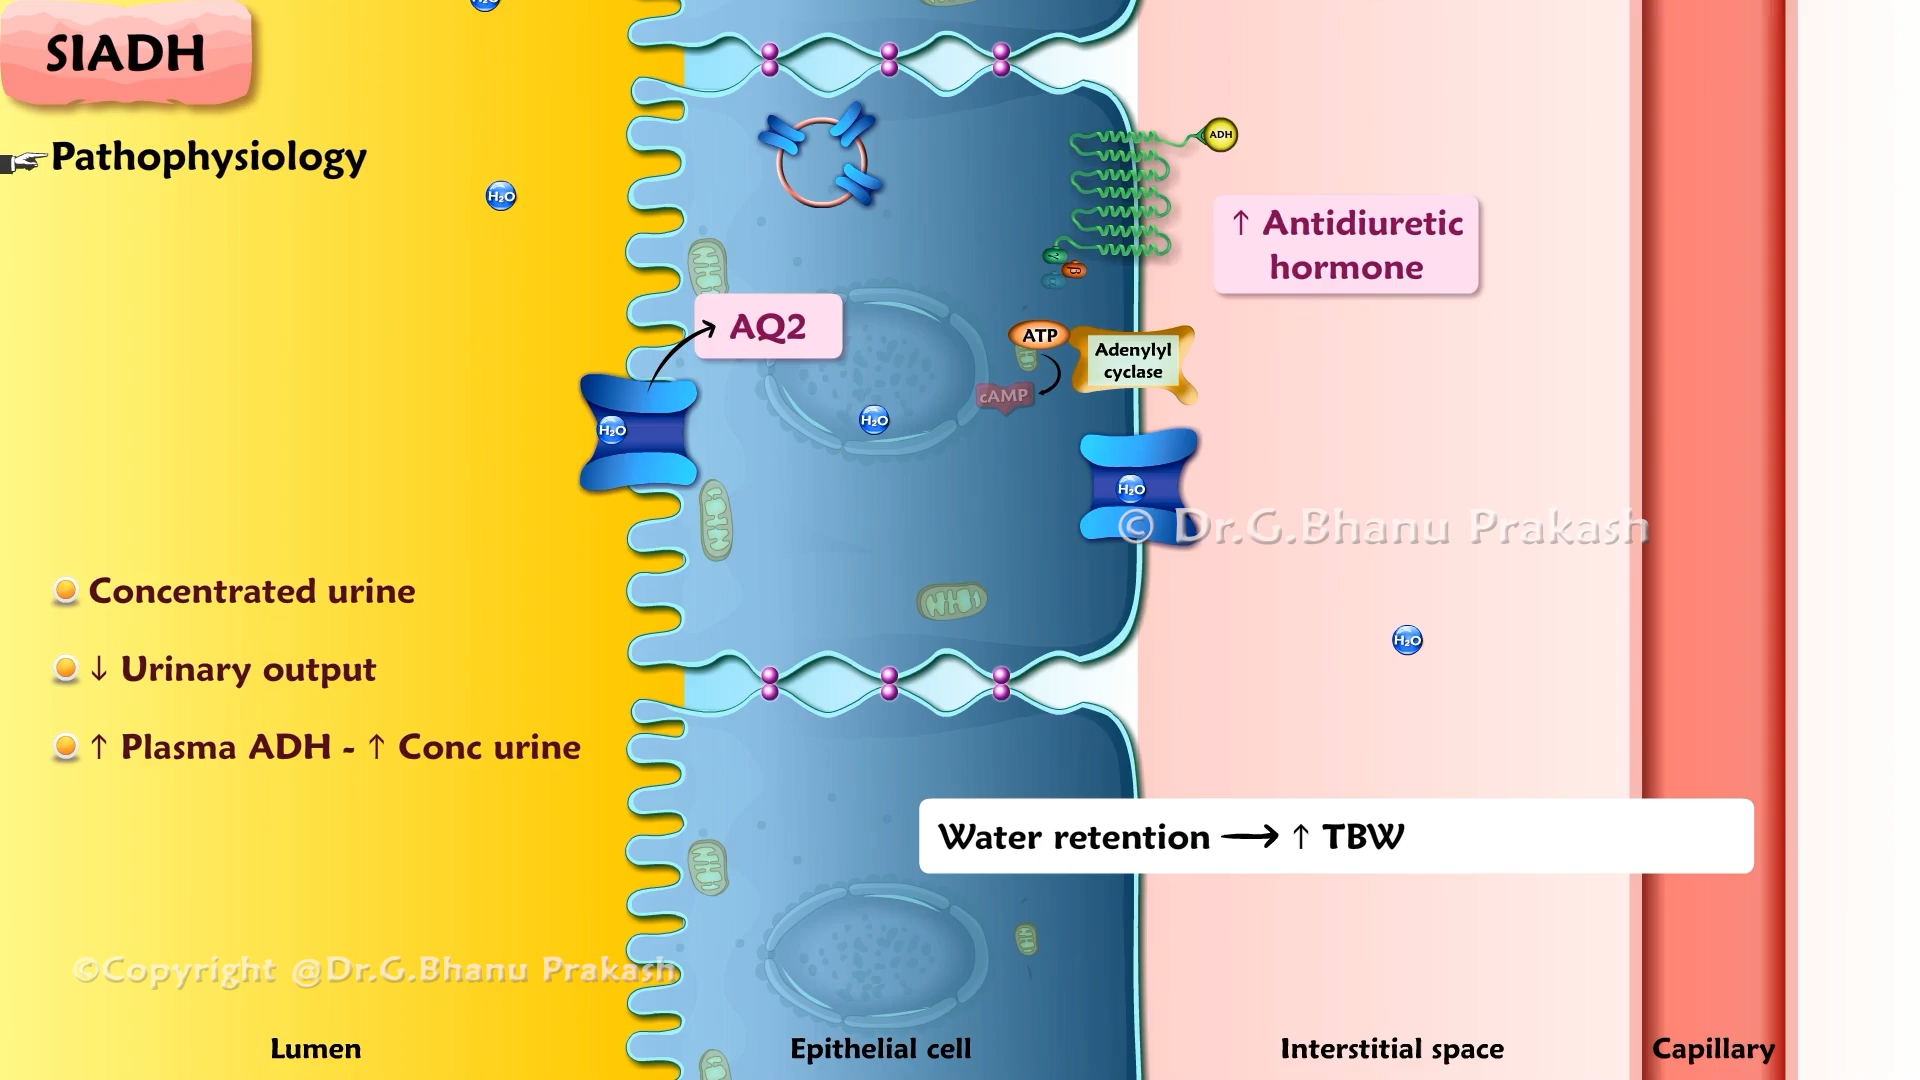 SIADH
Pathophysiology
H₂O
H₂O
ADH
↑ Antidiuretic
hormone
AQ2
ATP
Adenylyl
cyclase
cAMP
H₂O
H₂O
H₂O
© Dr.G.Bhanu Prakash
Concentrated urine
↓ Urinary output
H₂O
↑ Plasma ADH - ↑ Conc urine
Water retention ⟶ ↑ TBW
©Copyright @Dr.G.Bhanu Prakash
Lumen
Epithelial cell
Interstitial space
Capillary